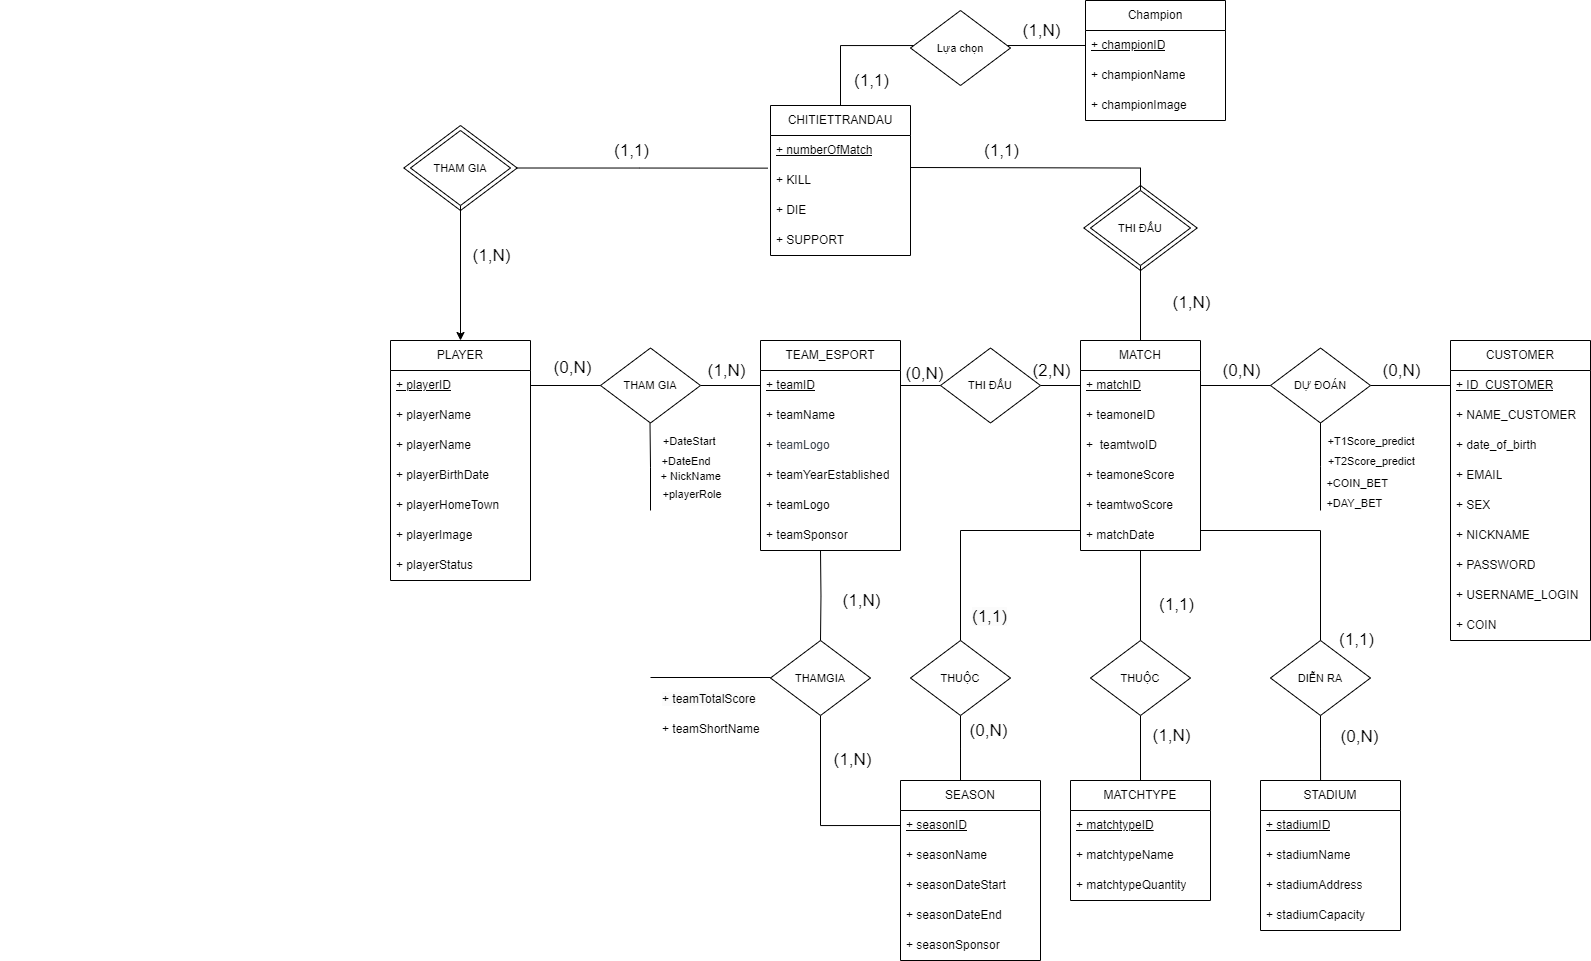 Champion
+ championID
+ championName
+ championImage
Lựa chọn
(1,N)
(1,1)
CHITIETTRANDAU
+ numberOfMatch
+ KILL
+ DIE
+ SUPPORT
THAM GIA
(1,1)
(1,N)
(1,1)
THI ĐẤU
(1,N)
PLAYER
+ playerID
+ playerName
+ playerName
+ playerBirthDate
+ playerHomeTown
+ playerImage
+ playerStatus
(0,N)
THAM GIA
(1,N)
+DateStart
+DateEnd
+ NickName
+playerRole
TEAM_ESPORT
+ teamID
+ teamName
+ teamLogo
+ teamYearEstablished
+ teamLogo
+ teamSponsor
(0,N)
THI ĐẤU
(2,N)
MATCH
+ matchID
+ teamoneID
+ teamtwoID
+ teamoneScore
+ teamtwoScore
+ matchDate
(0,N)
DỰ ĐOÁN
(0,N)
+T1Score_predict
+T2Score_predict
+COIN_BET
+DAY_BET
CUSTOMER
+ ID_CUSTOMER
+ NAME_CUSTOMER
+ date_of_birth
+ EMAIL
+ SEX
+ NICKNAME
+ PASSWORD
+ USERNAME_LOGIN
+ COIN
(1,N)
THAMGIA
+ teamTotalScore
+ teamShortName
(1,N)
(1,1)
THUỘC
(0,N)
(1,1)
THUỘC
(1,N)
(1,1)
DIỄN RA
(0,N)
SEASON
+ seasonID
+ seasonName
+ seasonDateStart
+ seasonDateEnd
+ seasonSponsor
MATCHTYPE
+ matchtypeID
+ matchtypeName
+ matchtypeQuantity
STADIUM
+ stadiumID
+ stadiumName
+ stadiumAddress
+ stadiumCapacity